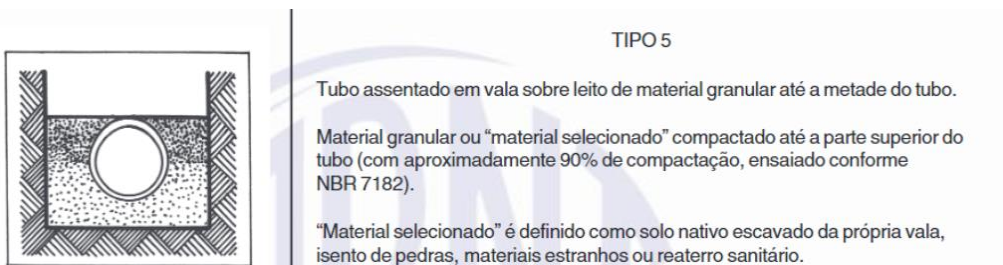 TIPO 5
Tubo assentado em vala sobre leito de material granular até a metade do tubo.
Material granular ou “material selecionado” compactado até a parte superior do
tubo (com aproximadamente 90% de compactação, ensaiado conforme
NBR 7182).
“Material selecionado” é definido como solo nativo escavado da própria vala,
isento de pedras, materiais estranhos ou reaterro sanitário.